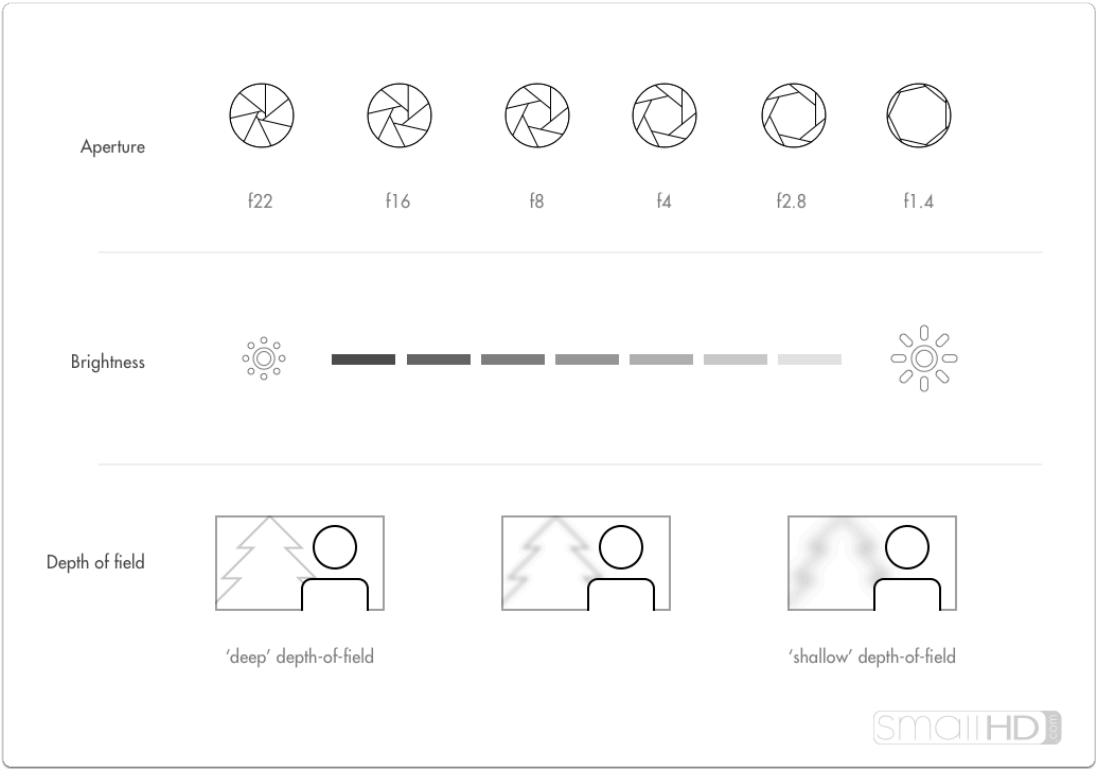 Aperture
f22 f16 f8 f4 f2.8 f1.4
Brightness
Depth of field
‘deep’ depth-of-field ‘shallow’ depth-of-field
smallHD.com